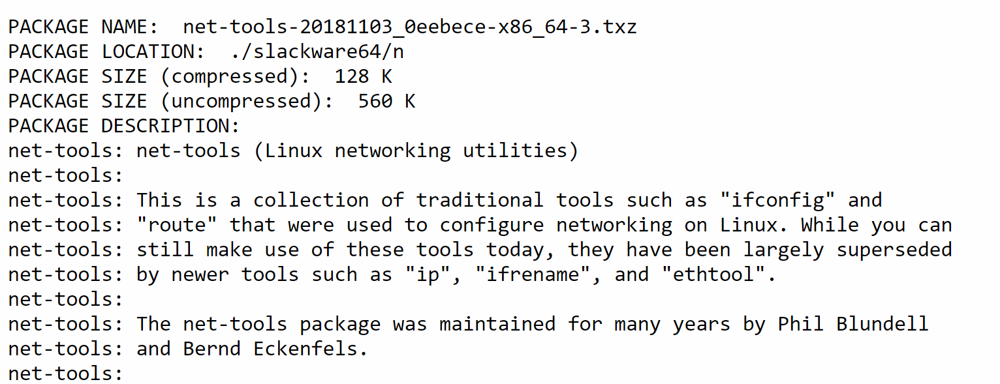 PACKAGE NAME:  net-tools-20181103_0eebece-x86_64-3.txz
PACKAGE LOCATION:  ./slackware64/n
PACKAGE SIZE (compressed):  128 K
PACKAGE SIZE (uncompressed):  560 K
PACKAGE DESCRIPTION:
net-tools: net-tools (Linux networking utilities)
net-tools:
net-tools: This is a collection of traditional tools such as "ifconfig" and
net-tools: "route" that were used to configure networking on Linux. While you can
net-tools: still make use of these tools today, they have been largely superseded
net-tools: by newer tools such as "ip", "ifrename", and "ethtool".
net-tools:
net-tools: The net-tools package was maintained for many years by Phil Blundell
net-tools: and Bernd Eckenfels.
net-tools: